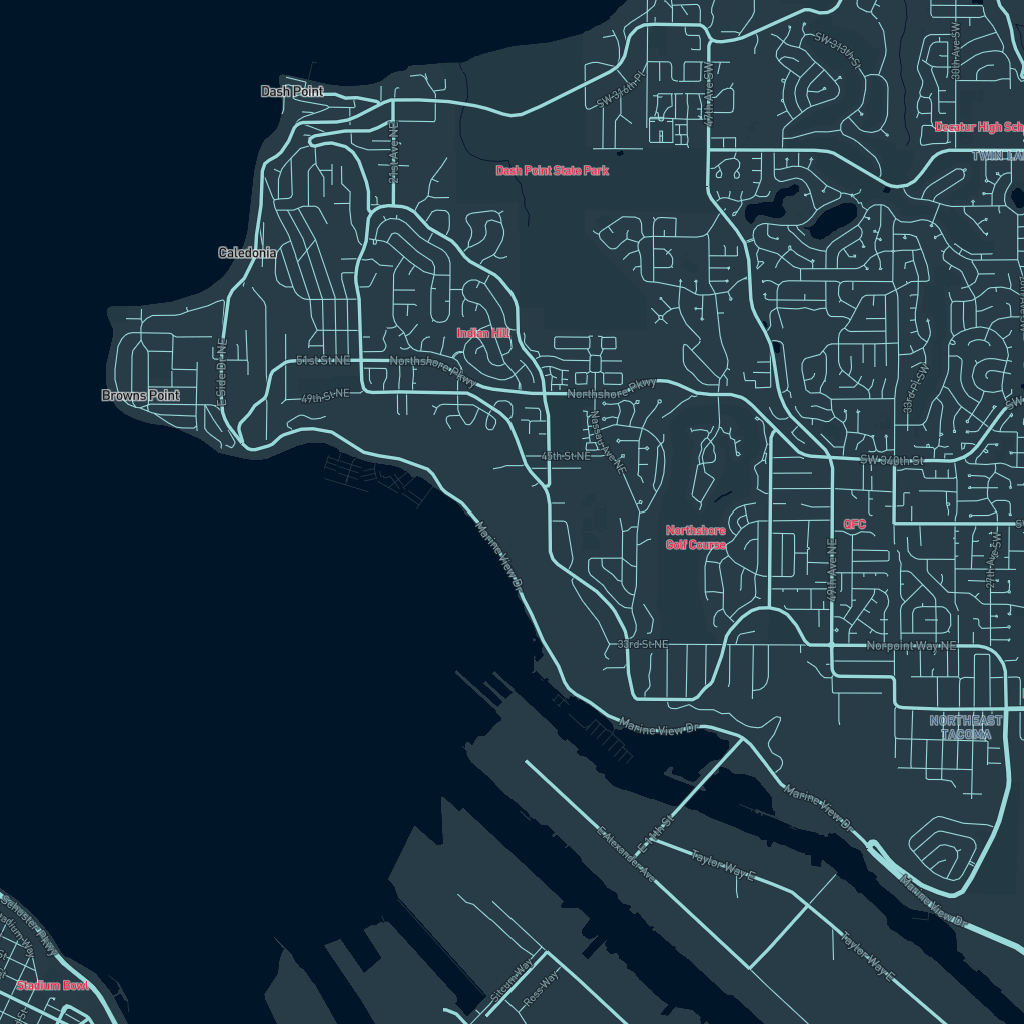 SW 313th St
30th Ave SW
47th Ave SW
SW 316th Pl
Dash Point
21st Ave NE
Decatur High Sch
TWIN LA
Dash Point State Park
Caledonia
Indian Hill
E Side Dr NE
51st St NE
Northshore Pkwy
49th St NE
Northshore Pkwy
33rd Pl SW
Browns Point
SW
Nassau Ave NE
45th St NE
SW 340th St
Marine View Dr
Northshore
Golf Course
QFC
49th Ave NE
27th Ave SW
33rd St NE
Norpoint Way NE
Marine View Dr
NORTHEAST
TACOMA
Marine View Dr
E 11th St
E Alexander Ave
Taylor Way E
Marine View Dr
Schuster Pkwy
Stadium Way
Taylor Way E
Sitcum Way
Ross Way
Stadium Bowl